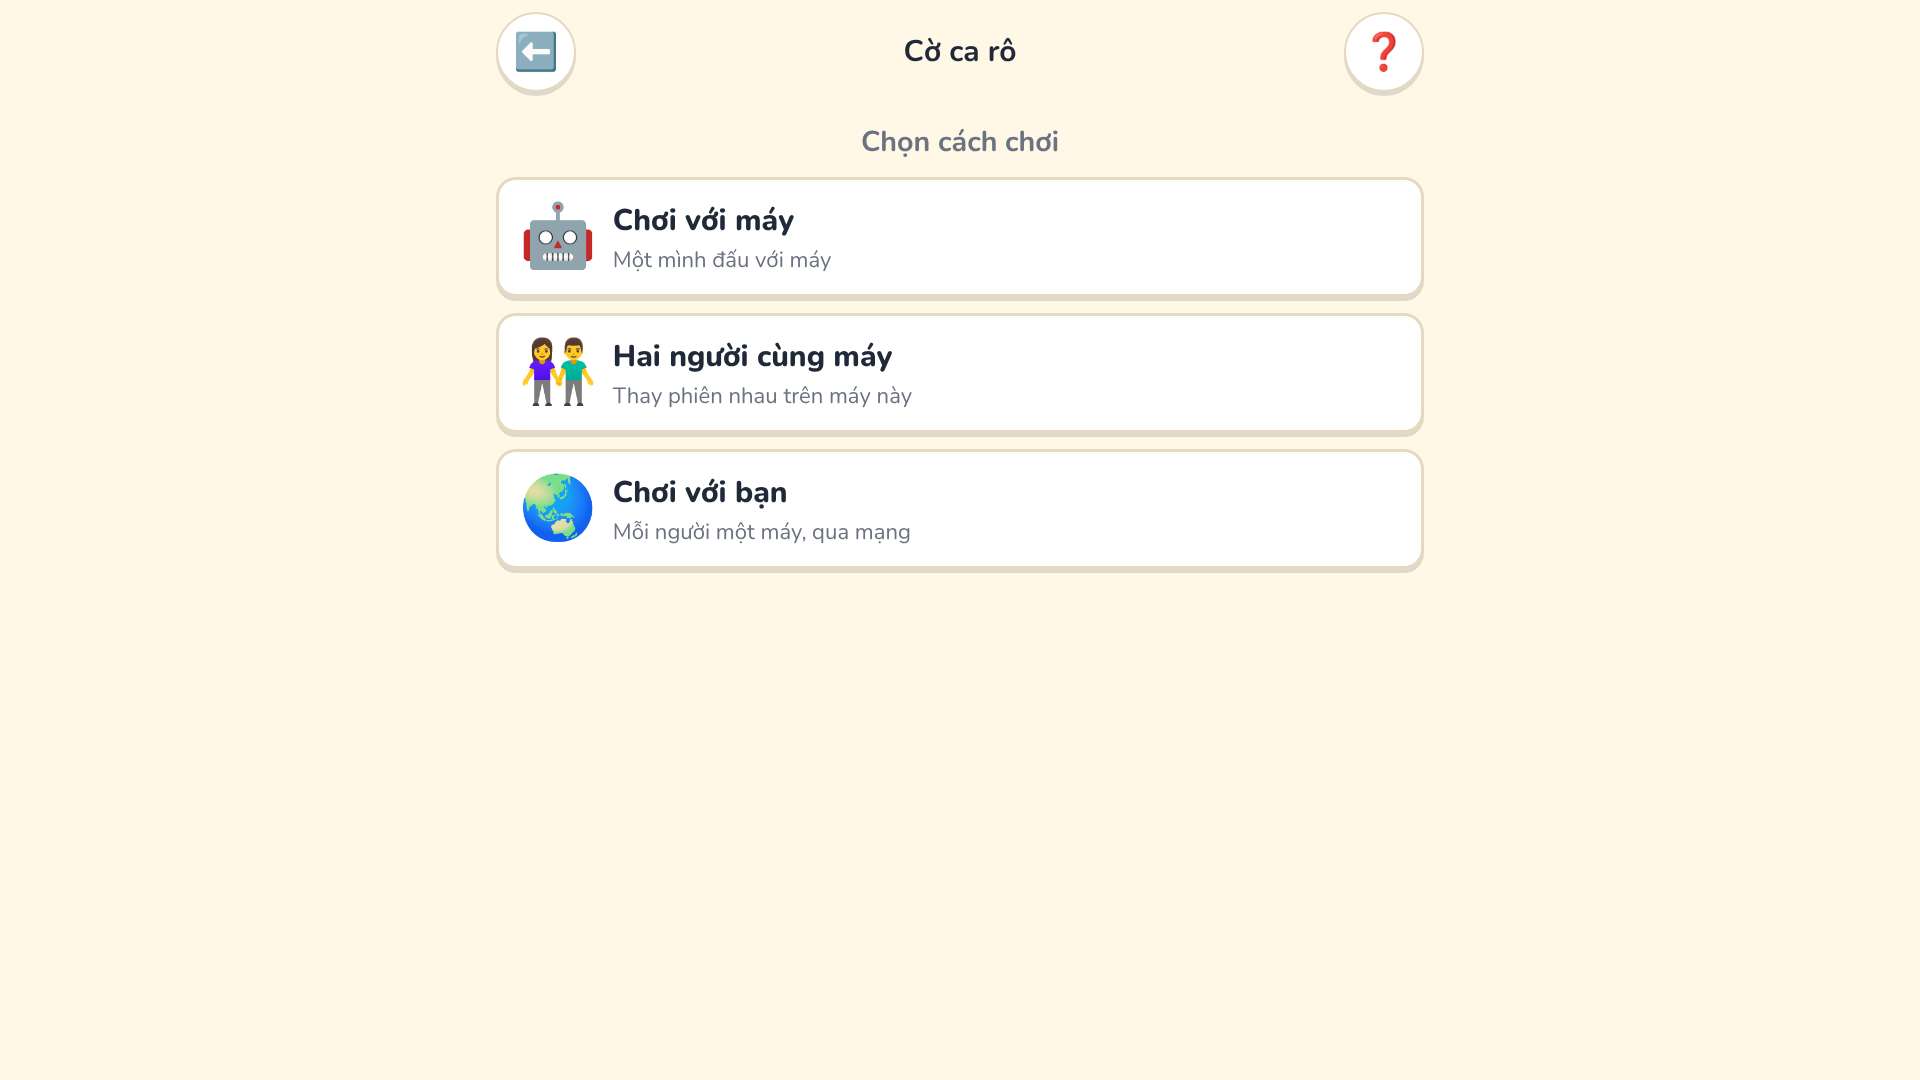 Cờ ca rô
Chọn cách chơi
Chơi với máy
Một mình đấu với máy
Hai người cùng máy
Thay phiên nhau trên máy này
Chơi với bạn
Mỗi người một máy, qua mạng